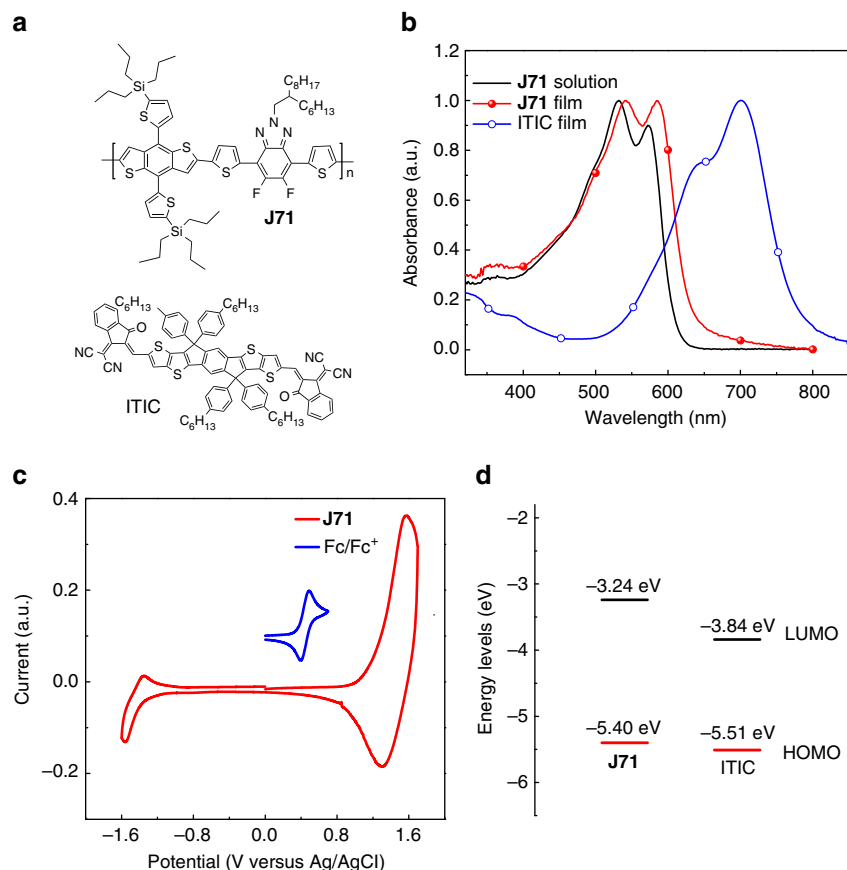 a
Si
S
C8H17
C6H13
N
N N
S
S
S
S
n
S
F F
Si
J71
C6H13
O
C6H13
NC
CN
S
S
S
S
CN
CN
O
C6H13
C6H13
ITIC
b
1.2
1.0
0.8
0.6
0.4
0.2
0.0
Absorbance (a.u.)
J71 solution
J71 film
ITIC film
400 500 600 700 800
Wavelength (nm)
c
0.4
0.2
0.0
−0.2
Current (a.u.)
J71
Fc/Fc+
−1.6 −0.8 0.0 0.8 1.6
Potential (V versus Ag/AgCl)
d
−2
−3
−4
−5
−6
Energy levels (eV)
−3.24 eV
−3.84 eV
LUMO
−5.40 eV
−5.51 eV
HOMO
J71
ITIC